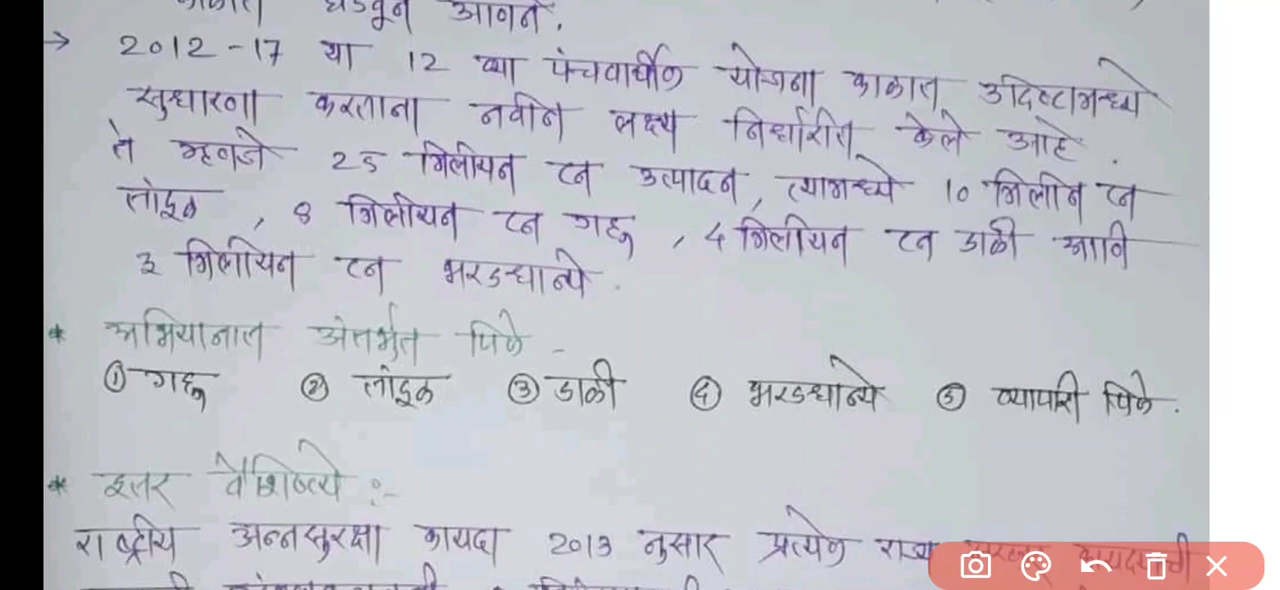 घडवून आणणे.
→ 2012-17 या 12 व्या पंचवार्षीक योजना काळात उदिष्टामध्ये
सुधारणा करताना नवीन लक्ष्य निर्धारीत केले आहे.
ते म्हणजे 25 मिलीयन टन उत्पादन, त्यामध्ये 10 मिलीन टन
तांदूळ, 8 मिलीयन टन गहू, 4 मिलीयन टन डाळी आणि
3 मिलीयिन टन भरडधान्ये.
* अभियानात अंतर्भुत पिके -
① गहू ② तांदूळ ③ डाळी ④ भरडधान्ये ⑤ व्यापारी पिके.
* इतर वैशिष्ट्ये :-
राष्ट्रीय अन्नसुरक्षा कायदा 2013 नुसार प्रत्येक राज्य